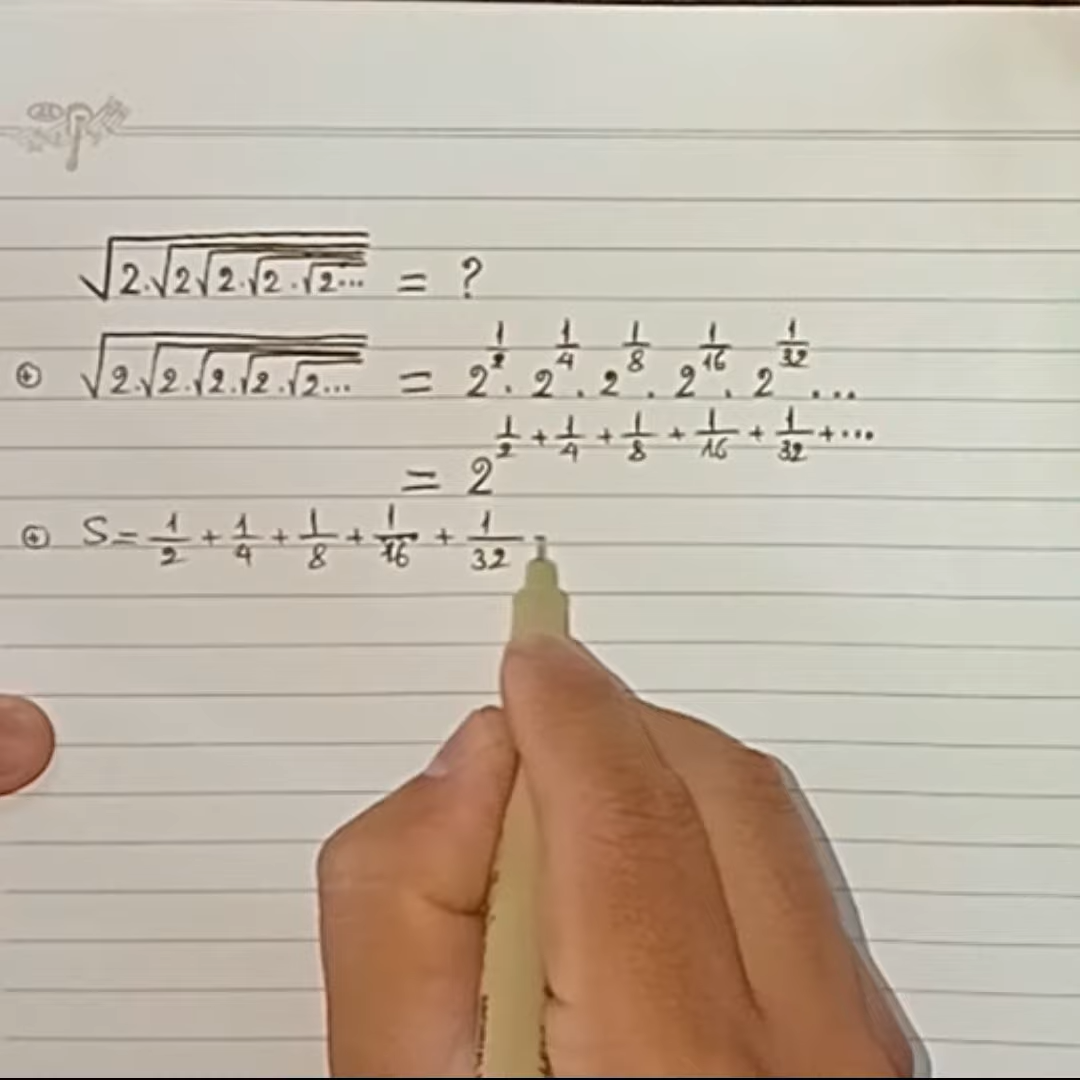 √(2.√(2√(2.√(2.√(2...))))) = ?
⊕ √(2.√(2.√(2.√(2.√(2...))))) = 2^(1/2) . 2^(1/4) . 2^(1/8) . 2^(1/16) . 2^(1/32) ...
= 2^(1/2 + 1/4 + 1/8 + 1/16 + 1/32 + ...)
⊕ S = 1/2 + 1/4 + 1/8 + 1/16 + 1/32